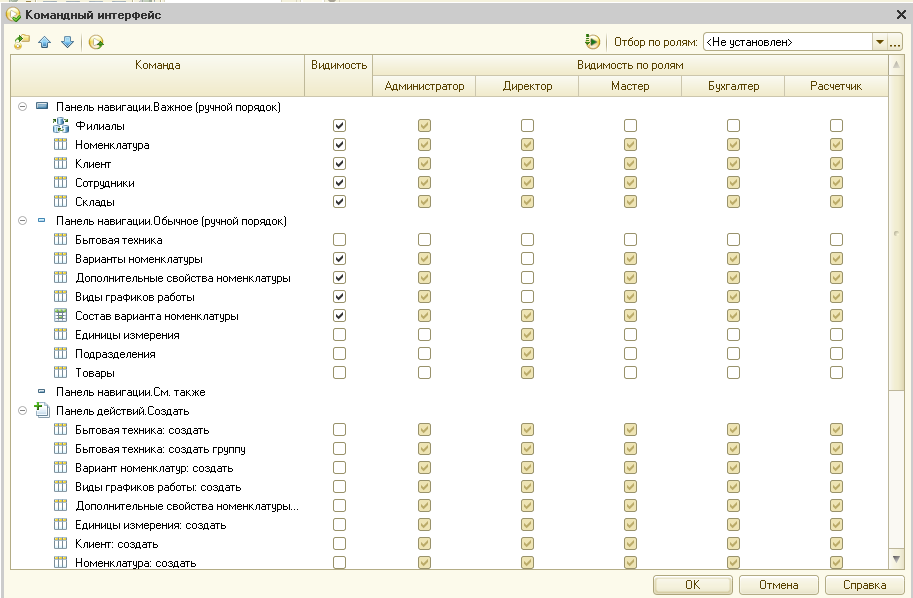 Командный интерфейс
Отбор по ролям: <Не установлен>
Команда Видимость Видимость по ролям
Администратор Директор Мастер Бухгалтер Расчетчик
Панель навигации.Важное (ручной порядок)
Филиалы
Номенклатура
Клиент
Сотрудники
Склады
Панель навигации.Обычное (ручной порядок)
Бытовая техника
Варианты номенклатуры
Дополнительные свойства номенклатуры
Виды графиков работы
Состав варианта номенклатуры
Единицы измерения
Подразделения
Товары
Панель навигации.См. также
Панель действий.Создать
Бытовая техника: создать
Бытовая техника: создать группу
Вариант номенклатур: создать
Виды графиков работы: создать
Дополнительные свойства номенклатуры...
Единицы измерения: создать
Клиент: создать
Номенклатура: создать
OK Отмена Справка